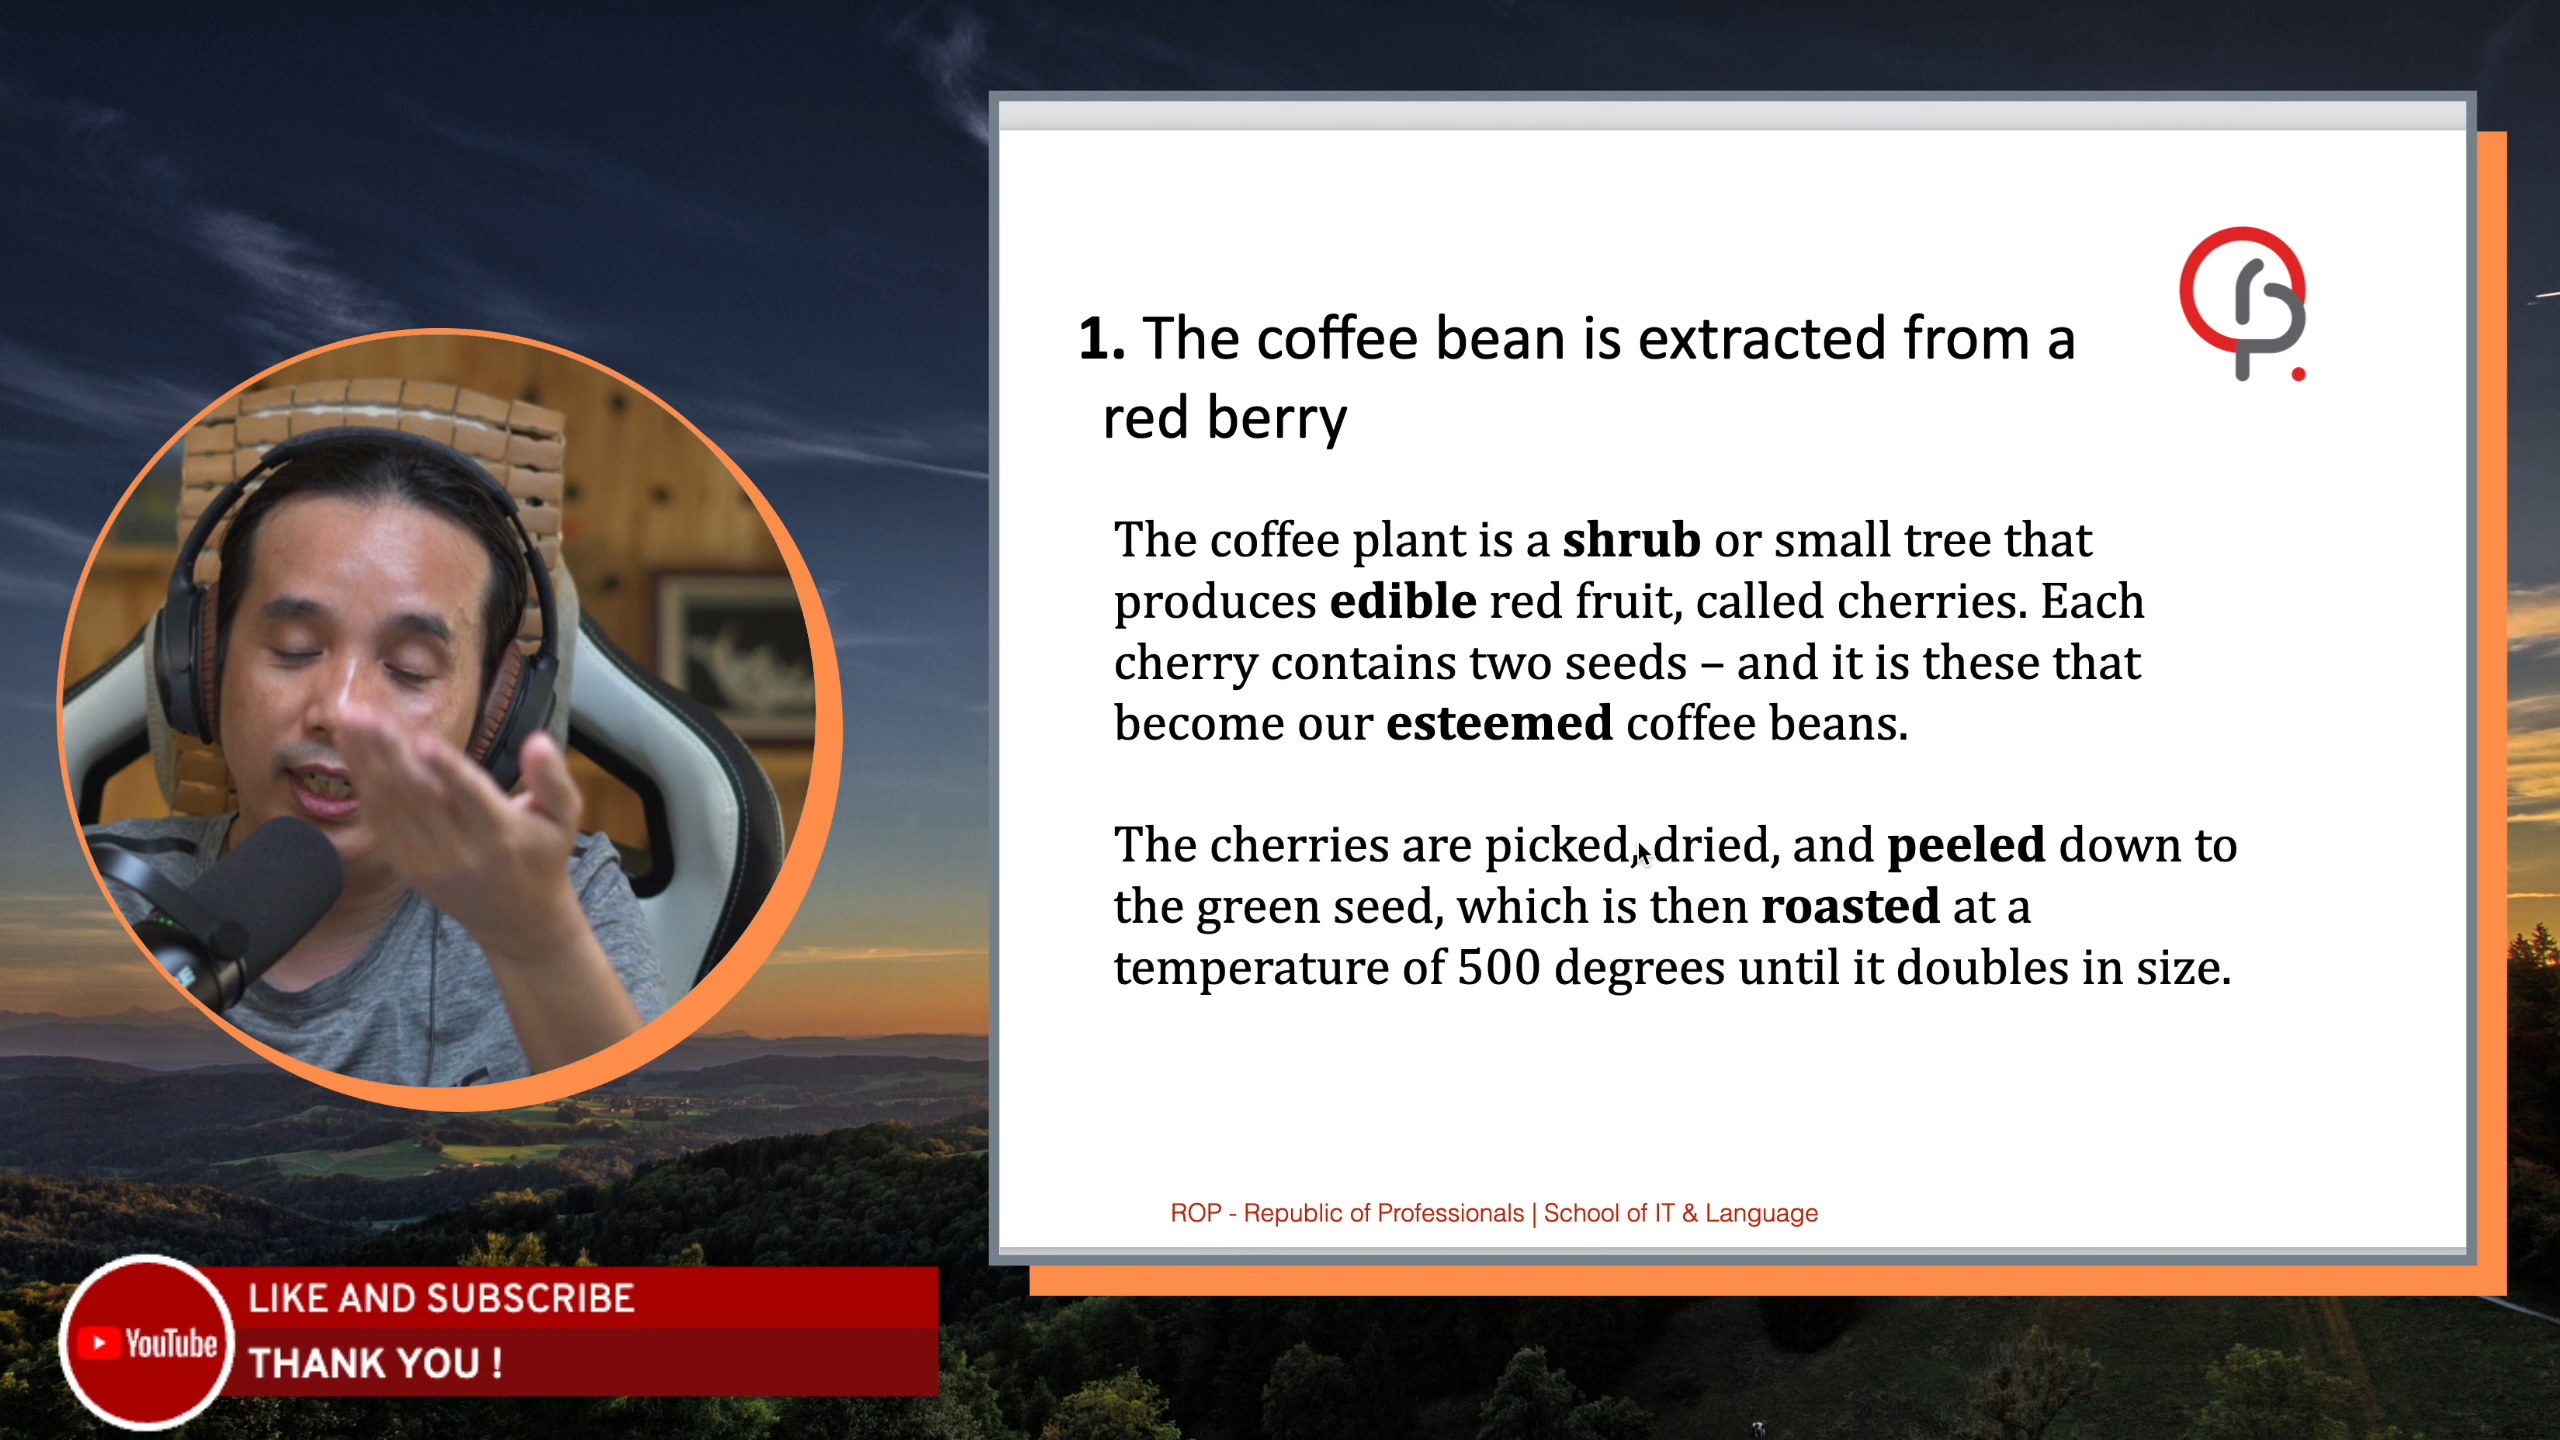 1. The coffee bean is extracted from a
red berry
The coffee plant is a shrub or small tree that
produces edible red fruit, called cherries. Each
cherry contains two seeds – and it is these that
become our esteemed coffee beans.
The cherries are picked, dried, and peeled down to
the green seed, which is then roasted at a
temperature of 500 degrees until it doubles in size.
ROP - Republic of Professionals | School of IT & Language
YouTube
LIKE AND SUBSCRIBE
THANK YOU !